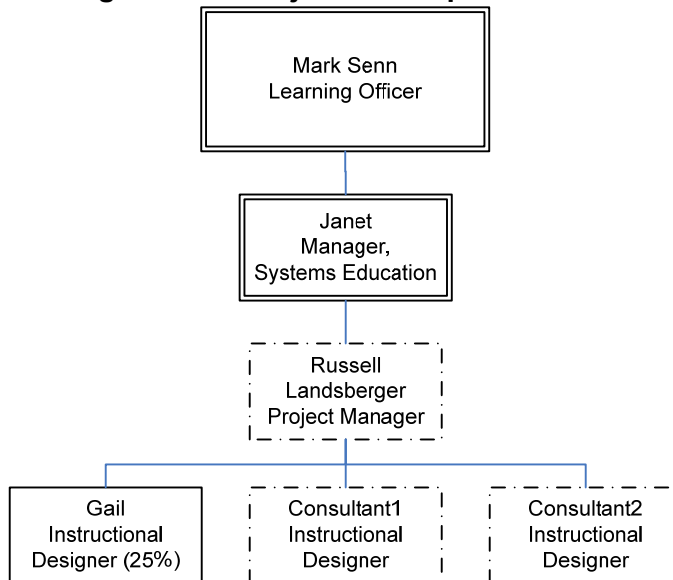 Mark Senn
Learning Officer
Janet
Manager,
Systems Education
Russell
Landsberger
Project Manager
Gail
Instructional
Designer (25%)
Consultant1
Instructional
Designer
Consultant2
Instructional
Designer